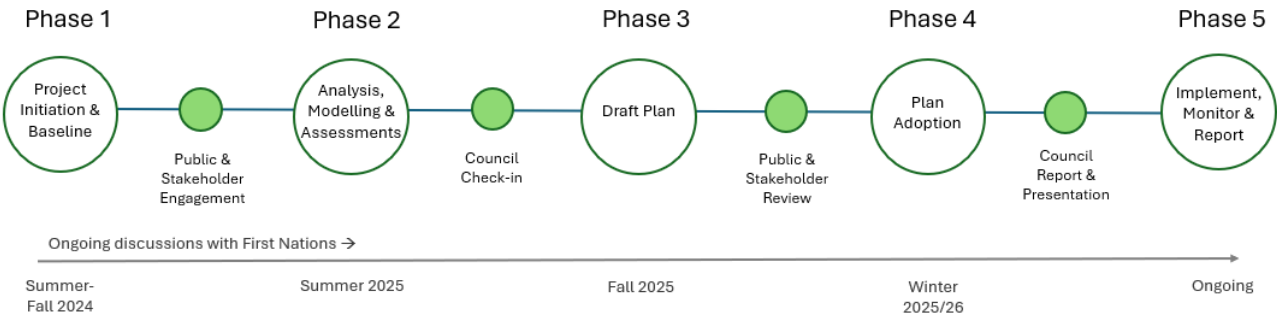 Phase 1
Phase 2
Phase 3
Phase 4
Phase 5
Project
Initiation &
Baseline
Public &
Stakeholder
Engagement
Analysis,
Modelling &
Assessments
Council
Check-in
Draft Plan
Public &
Stakeholder
Review
Plan
Adoption
Council
Report &
Presentation
Implement,
Monitor &
Report
Ongoing discussions with First Nations →
Summer-
Fall 2024
Summer 2025
Fall 2025
Winter
2025/26
Ongoing